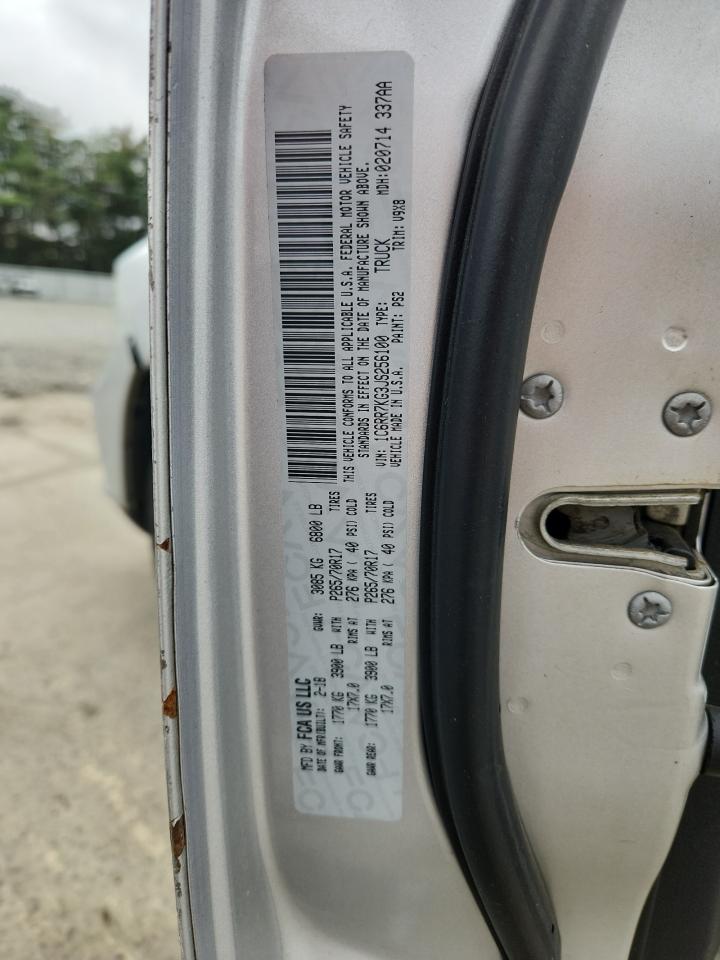 MFD BY FCA US LLC
DATE OF MFR(BUILT): 2-18 GVWR: 3085 KG 6800 LB
GAWR FRONT: 1770 KG 3900 LB WITH P265/70R17 TIRES
17X7.0 RIMS AT 276 KPA ( 40 PSI) COLD
GAWR REAR: 1770 KG 3900 LB WITH P265/70R17 TIRES
17X7.0 RIMS AT 276 KPA ( 40 PSI) COLD
THIS VEHICLE CONFORMS TO ALL APPLICABLE U.S.A. FEDERAL MOTOR VEHICLE SAFETY
STANDARDS IN EFFECT ON THE DATE OF MANUFACTURE SHOWN ABOVE.
VIN: 1C6RR7KG3JS256100 TYPE: TRUCK MDH:020714 337AA
VEHICLE MADE IN U.S.A. PAINT: PS2 TRIM: V9X8